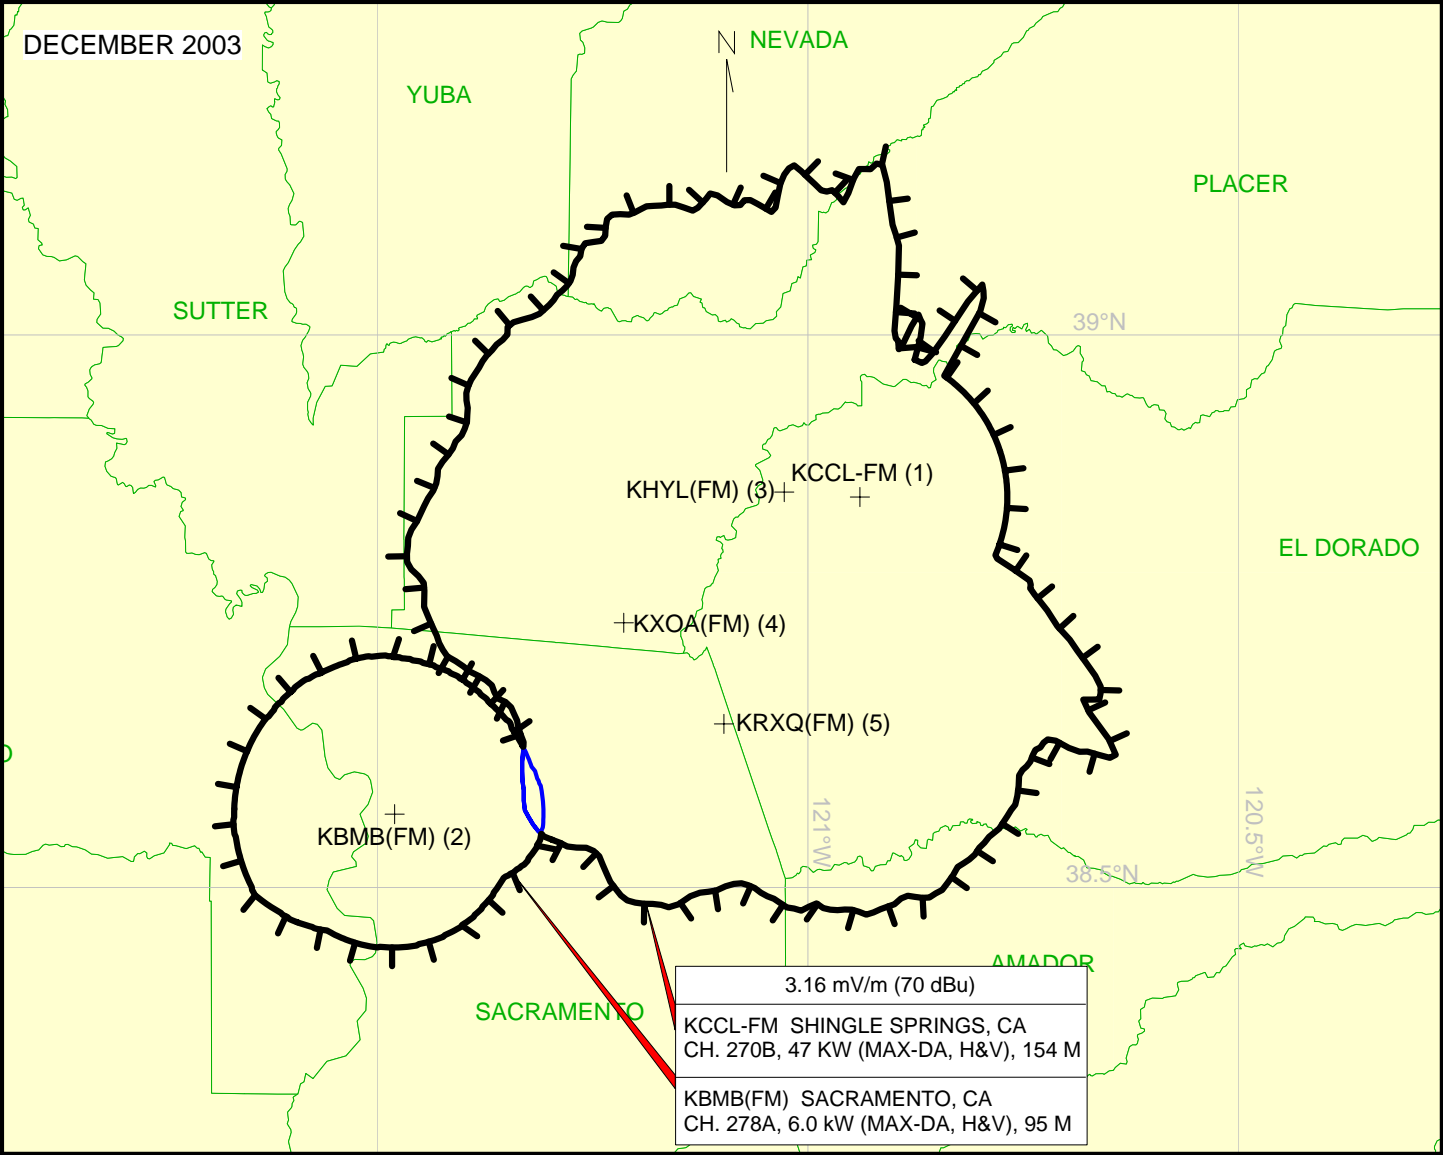 DECEMBER 2003
N
NEVADA
YUBA
PLACER
SUTTER
39°N
KCCL-FM (1)
KHYL(FM) (3)
EL DORADO
KXOA(FM) (4)
KRXQ(FM) (5)
O
121°W
120.5°W
KBMB(FM) (2)
38.5°N
AMADOR
SACRAMENTO
3.16 mV/m (70 dBu)
KCCL-FM SHINGLE SPRINGS, CA
CH. 270B, 47 KW (MAX-DA, H&V), 154 M
KBMB(FM) SACRAMENTO, CA
CH. 278A, 6.0 kW (MAX-DA, H&V), 95 M